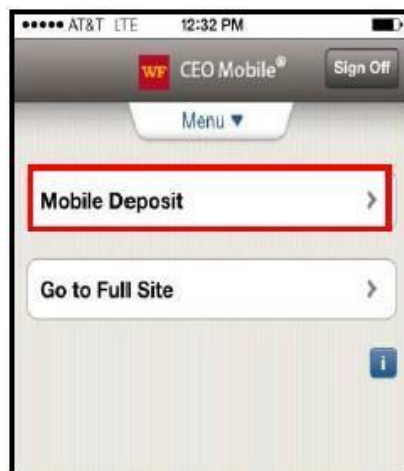 AT&T LTE 12:32 PM
WF CEO Mobile® Sign Off
Menu ▼
Mobile Deposit >
Go to Full Site >
i